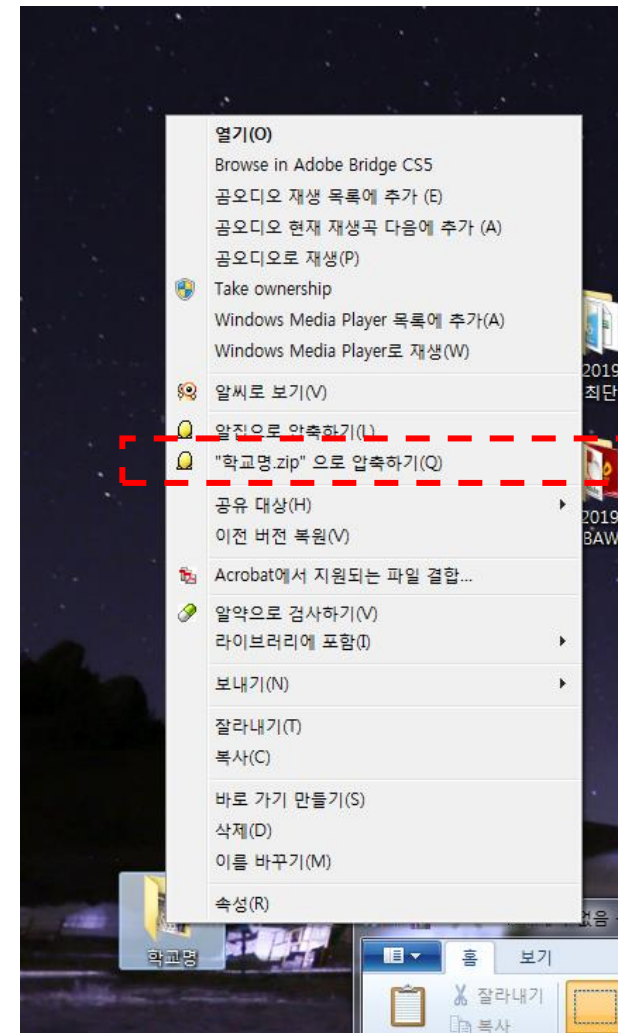 열기(O)
Browse in Adobe Bridge CS5
곰오디오 재생 목록에 추가 (E)
곰오디오 현재 재생곡 다음에 추가 (A)
곰오디오로 재생(P)
Take ownership
Windows Media Player 목록에 추가(A)
Windows Media Player로 재생(W)
알씨로 보기(V)
알집으로 압축하기(L)
"학교명.zip" 으로 압축하기(Q)
공유 대상(H)
이전 버전 복원(V)
Acrobat에서 지원되는 파일 결합...
알약으로 검사하기(V)
라이브러리에 포함(I)
보내기(N)
잘라내기(T)
복사(C)
바로 가기 만들기(S)
삭제(D)
이름 바꾸기(M)
속성(R)
2019
최단
2019
BAW
학교명
없음
홈 보기
잘라내기
복사